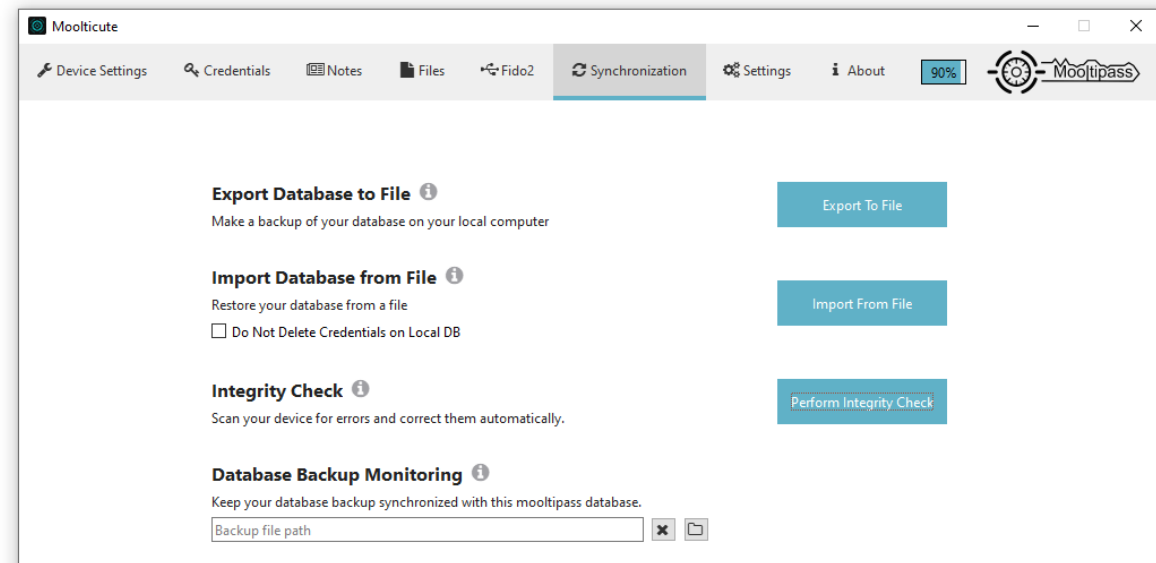 Moolticute
Device Settings Credentials Notes Files Fido2 Synchronization Settings About 90% Mooltipass
Export Database to File
Make a backup of your database on your local computer
Export To File
Import Database from File
Restore your database from a file
Do Not Delete Credentials on Local DB
Import From File
Integrity Check
Scan your device for errors and correct them automatically.
Perform Integrity Check
Database Backup Monitoring
Keep your database backup synchronized with this mooltipass database.
Backup file path